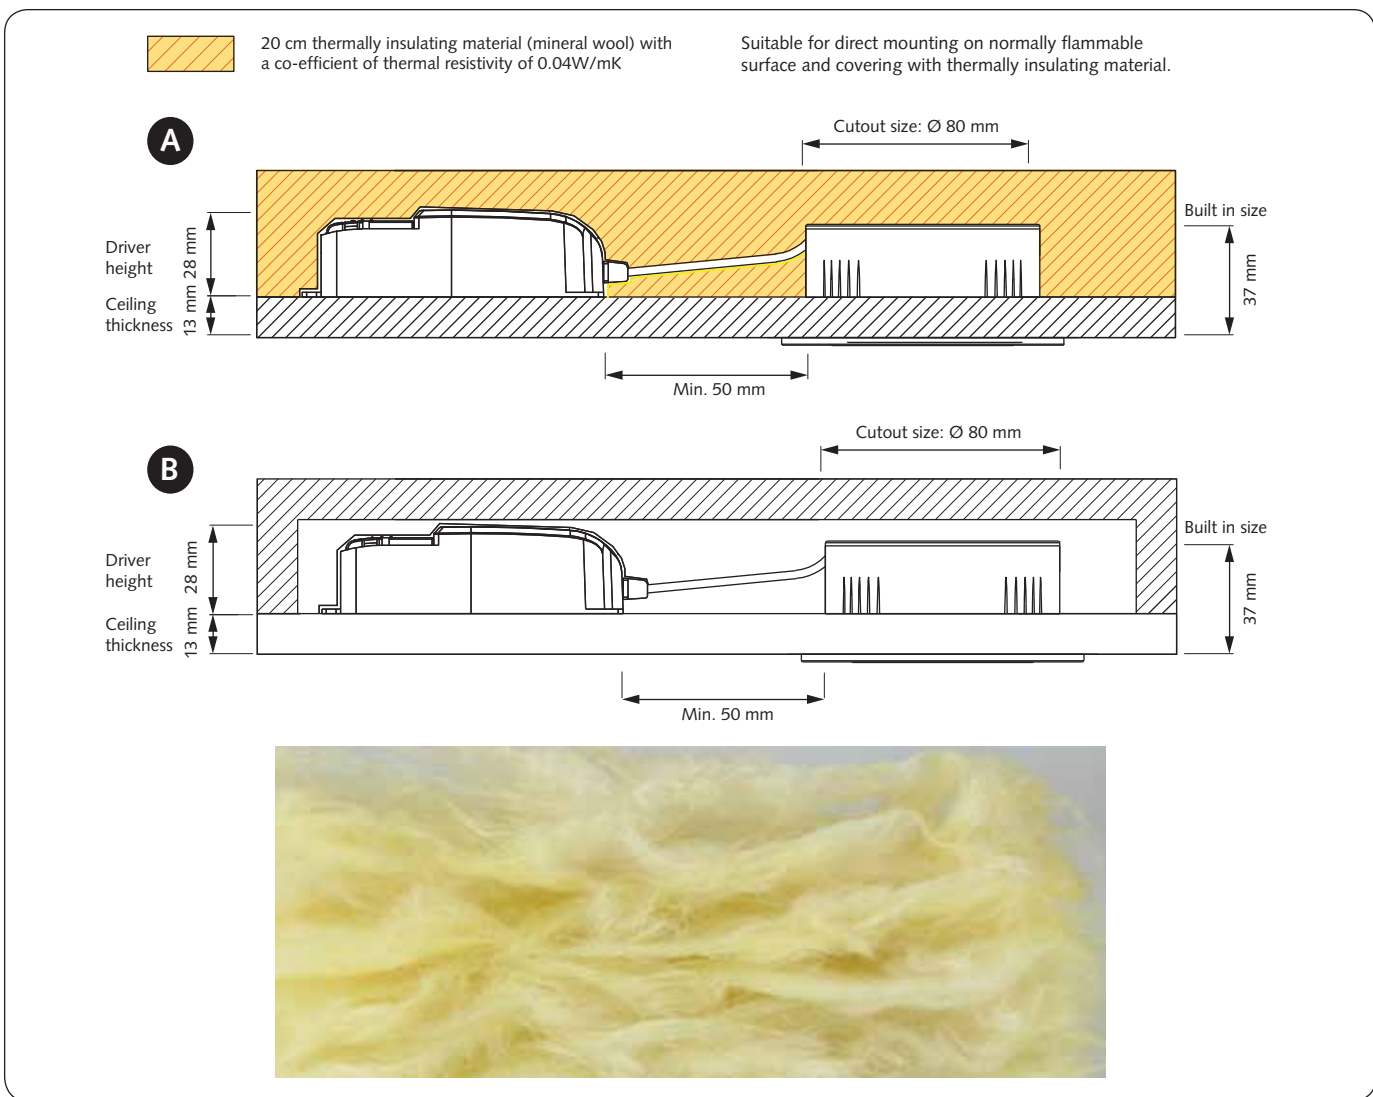 20 cm thermally insulating material (mineral wool) with
a co-efficient of thermal resistivity of 0.04W/mK
Suitable for direct mounting on normally flammable
surface and covering with thermally insulating material.
A
Cutout size: Ø 80 mm
Driver
height
28 mm
Ceiling
thickness
13 mm
Built in size
37 mm
Min. 50 mm
B
Cutout size: Ø 80 mm
Driver
height
28 mm
Ceiling
thickness
13 mm
Built in size
37 mm
Min. 50 mm